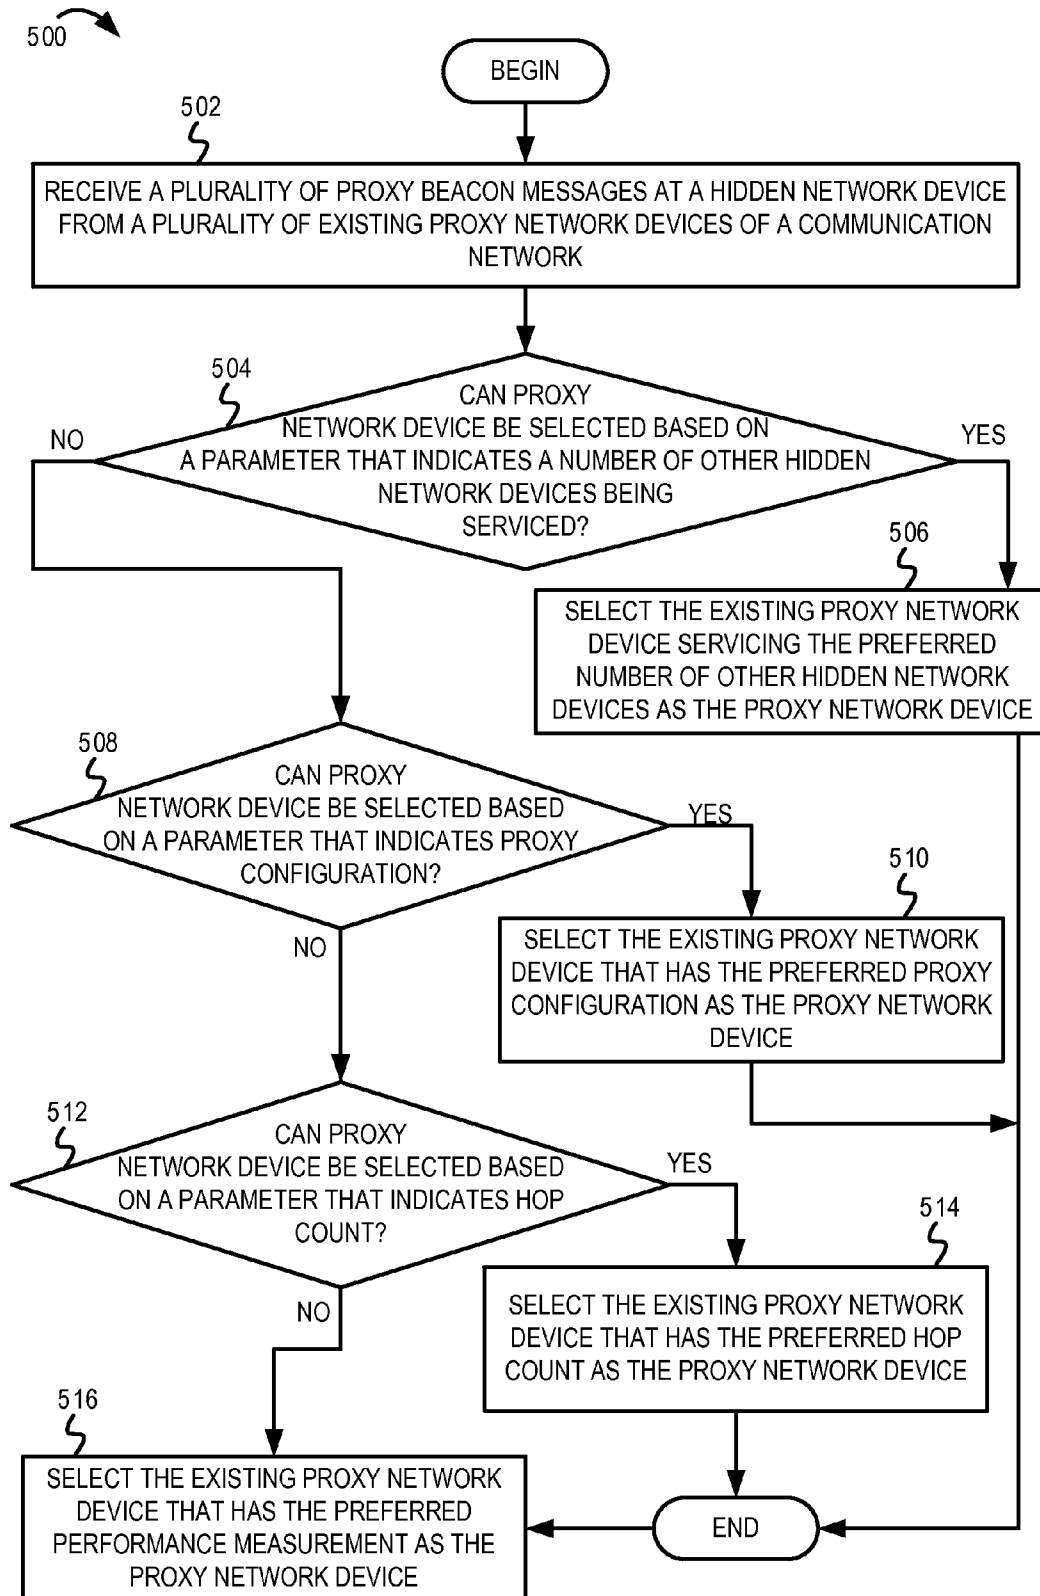 500
BEGIN
502
RECEIVE A PLURALITY OF PROXY BEACON MESSAGES AT A HIDDEN NETWORK DEVICE
FROM A PLURALITY OF EXISTING PROXY NETWORK DEVICES OF A COMMUNICATION
NETWORK
504
CAN PROXY
NETWORK DEVICE BE SELECTED BASED ON
A PARAMETER THAT INDICATES A NUMBER OF OTHER HIDDEN
NETWORK DEVICES BEING
SERVICED?
NO
YES
506
SELECT THE EXISTING PROXY NETWORK
DEVICE SERVICING THE PREFERRED
NUMBER OF OTHER HIDDEN NETWORK
DEVICES AS THE PROXY NETWORK DEVICE
508
CAN PROXY
NETWORK DEVICE BE SELECTED BASED
ON A PARAMETER THAT INDICATES PROXY
CONFIGURATION?
YES
NO
510
SELECT THE EXISTING PROXY NETWORK
DEVICE THAT HAS THE PREFERRED PROXY
CONFIGURATION AS THE PROXY NETWORK
DEVICE
512
CAN PROXY
NETWORK DEVICE BE SELECTED BASED
ON A PARAMETER THAT INDICATES HOP
COUNT?
YES
NO
514
SELECT THE EXISTING PROXY NETWORK
DEVICE THAT HAS THE PREFERRED HOP
COUNT AS THE PROXY NETWORK DEVICE
516
SELECT THE EXISTING PROXY NETWORK
DEVICE THAT HAS THE PREFERRED
PERFORMANCE MEASUREMENT AS THE
PROXY NETWORK DEVICE
END